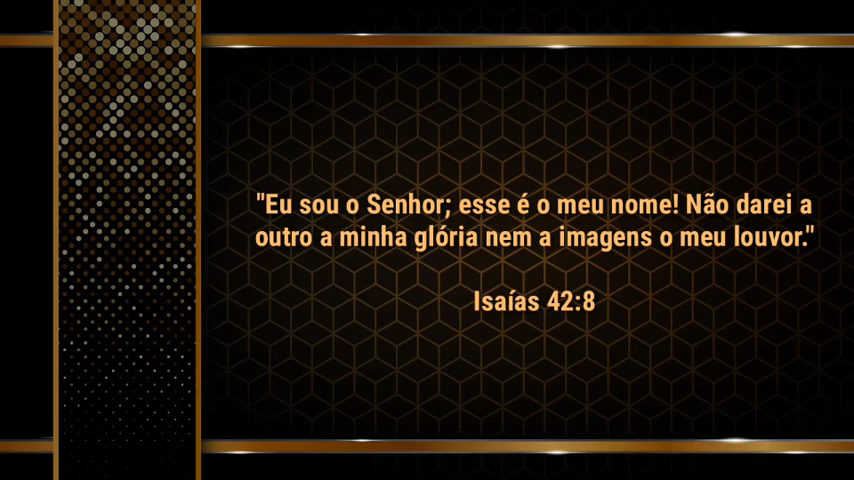 "Eu sou o Senhor; esse é o meu nome! Não darei a
outro a minha glória nem a imagens o meu louvor."
Isaías 42:8